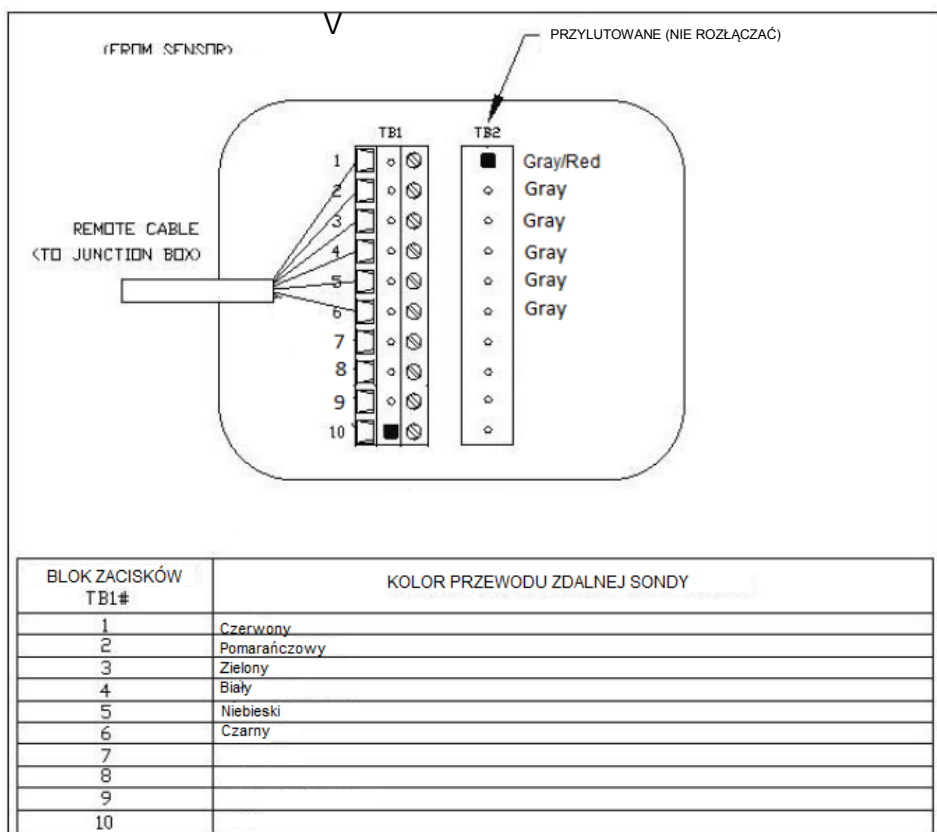 V
(FROM SENSOR)
PRZYLUTOWANE (NIE ROZŁĄCZAĆ)
TB1 TB2
1 Gray/Red
2 Gray
3 Gray
REMOTE CABLE
(TO JUNCTION BOX)
4 Gray
5 Gray
6 Gray
7
8
9
10
BLOK ZACISKÓW
TB1#
KOLOR PRZEWODU ZDALNEJ SONDY
1 Czerwony
2 Pomarańczowy
3 Zielony
4 Biały
5 Niebieski
6 Czarny
7
8
9
10